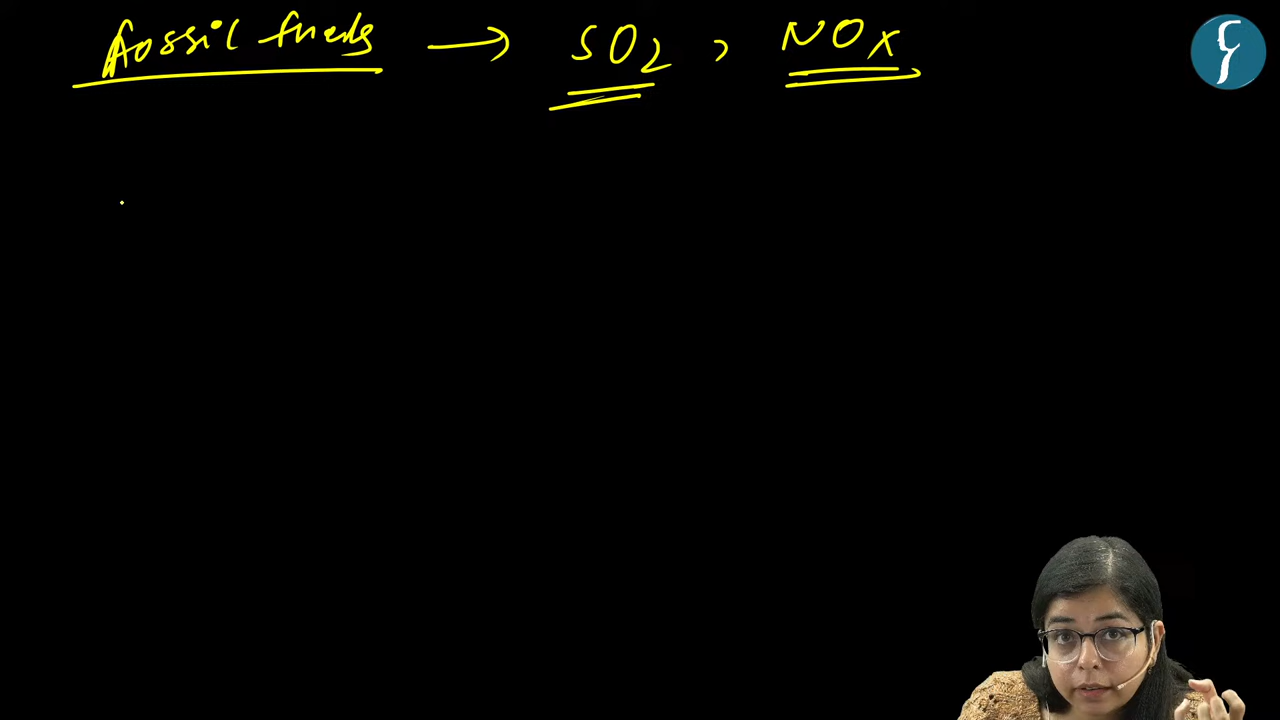 fossil fuels → SO2 , NOx